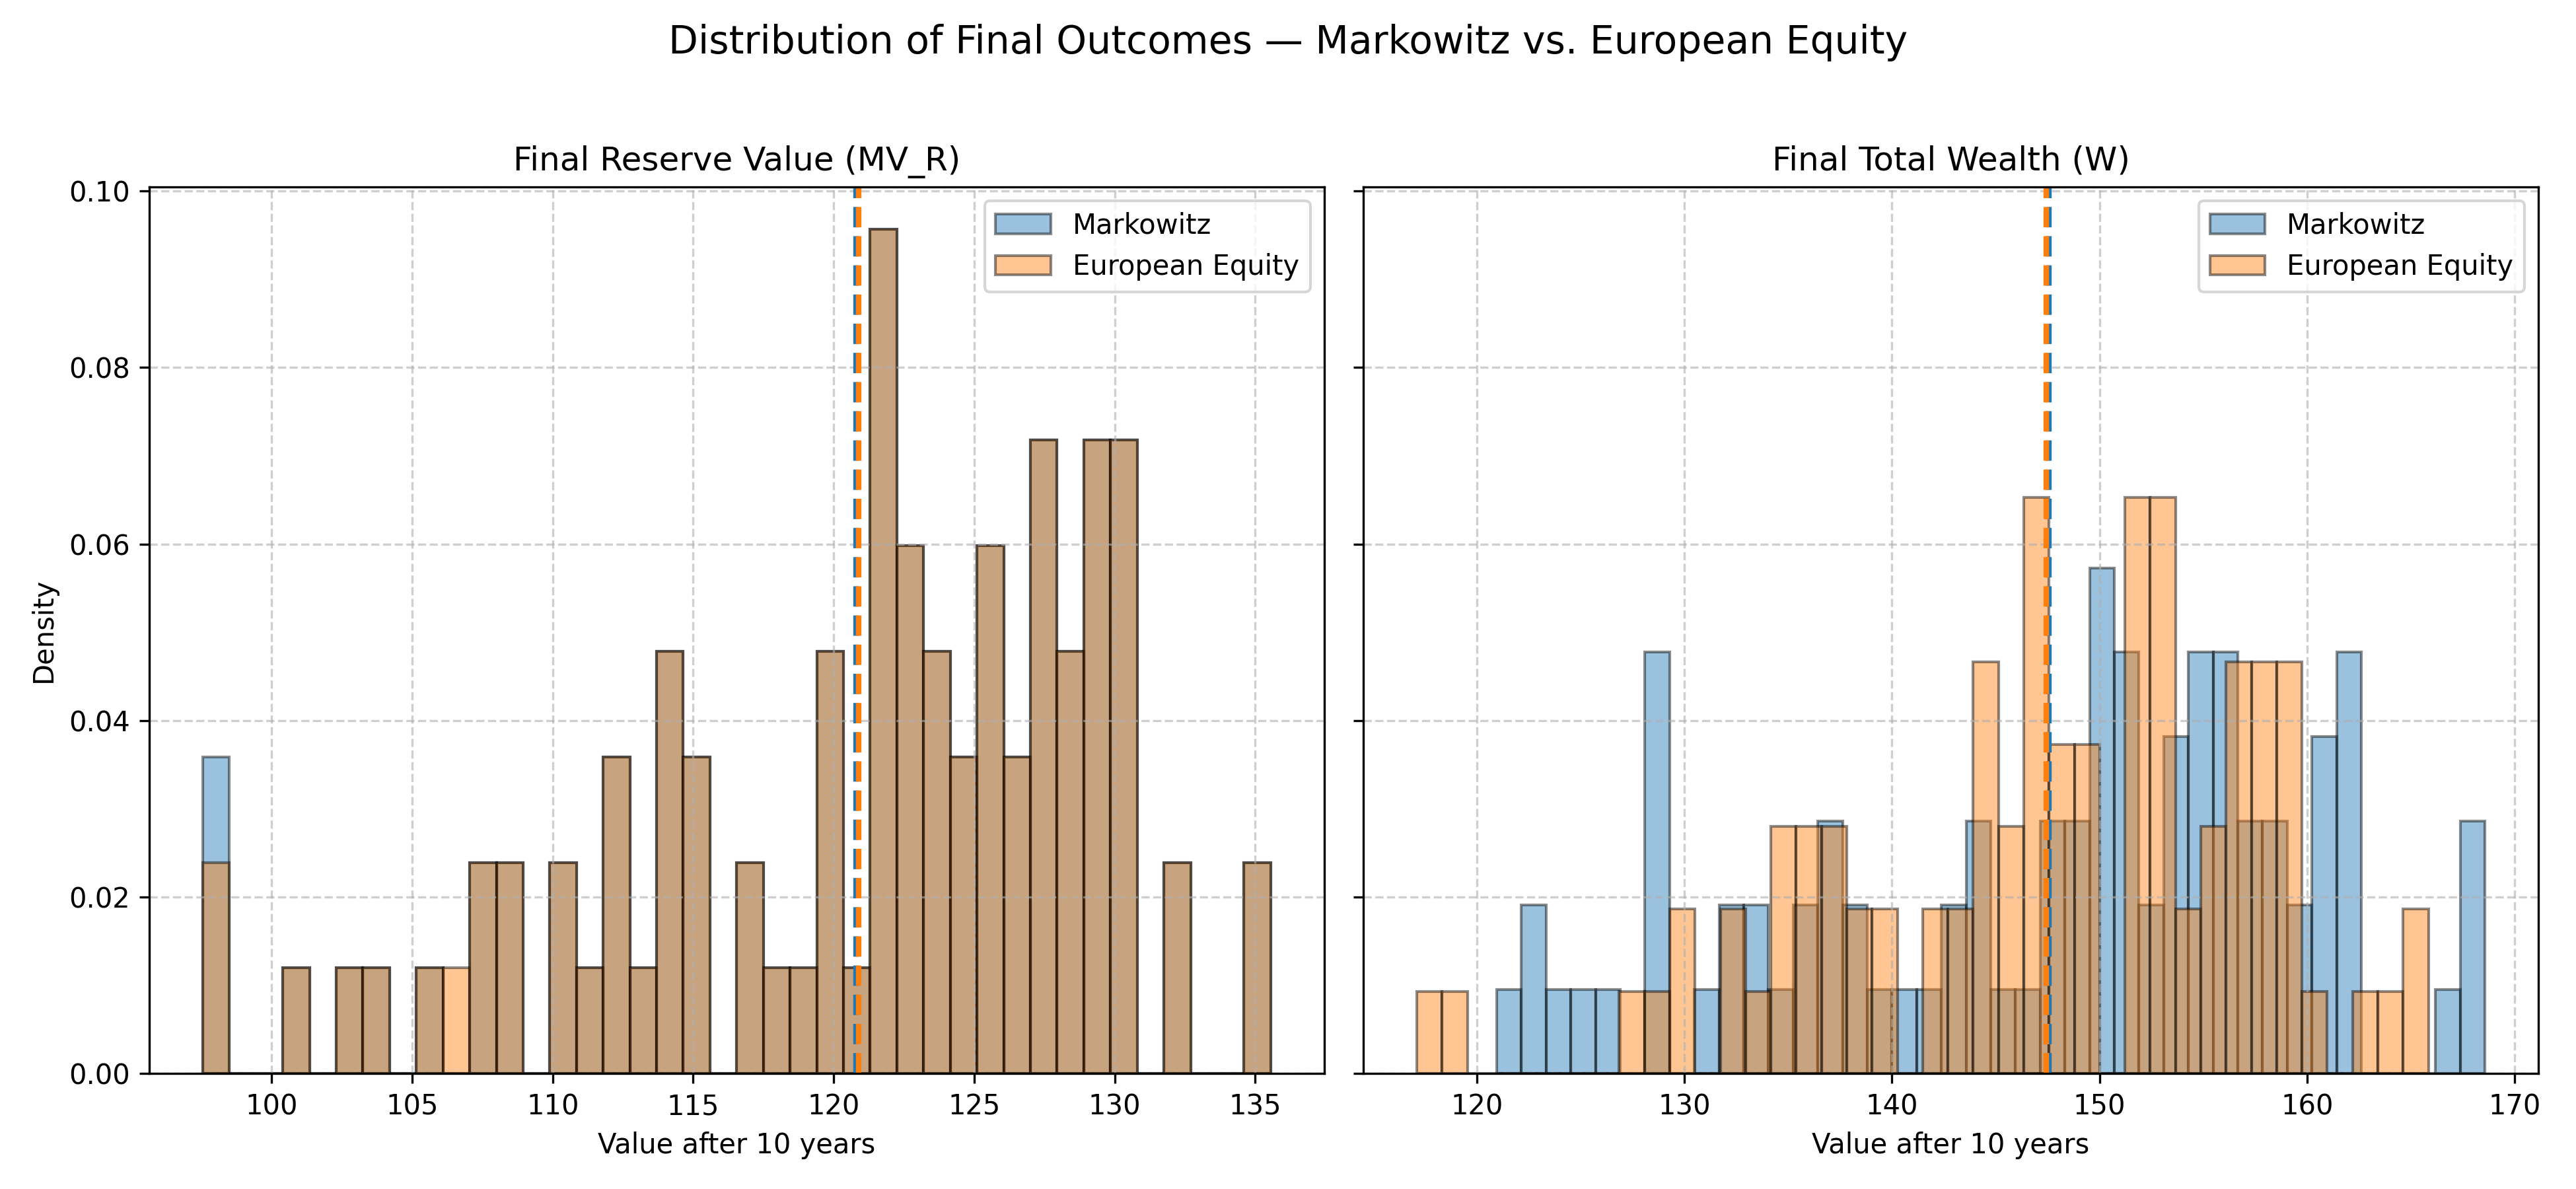 Distribution of Final Outcomes — Markowitz vs. European Equity
Final Reserve Value (MV_R)
Markowitz
European Equity
Density
0.10
0.08
0.06
0.04
0.02
0.00
100 105 110 115 120 125 130 135
Value after 10 years
Final Total Wealth (W)
Markowitz
European Equity
120 130 140 150 160 170
Value after 10 years